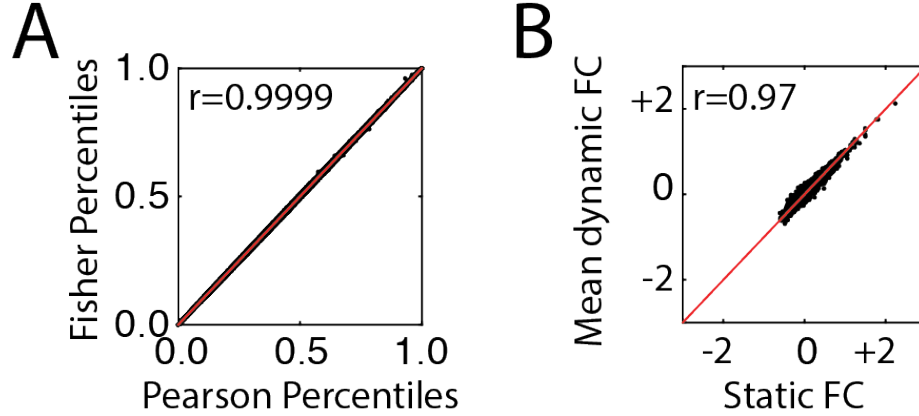 A
Fisher Percentiles
1.0
0.5
0.0
r=0.9999
0.0 0.5 1.0
Pearson Percentiles
B
Mean dynamic FC
+2
0
-2
r=0.97
-2 0 +2
Static FC